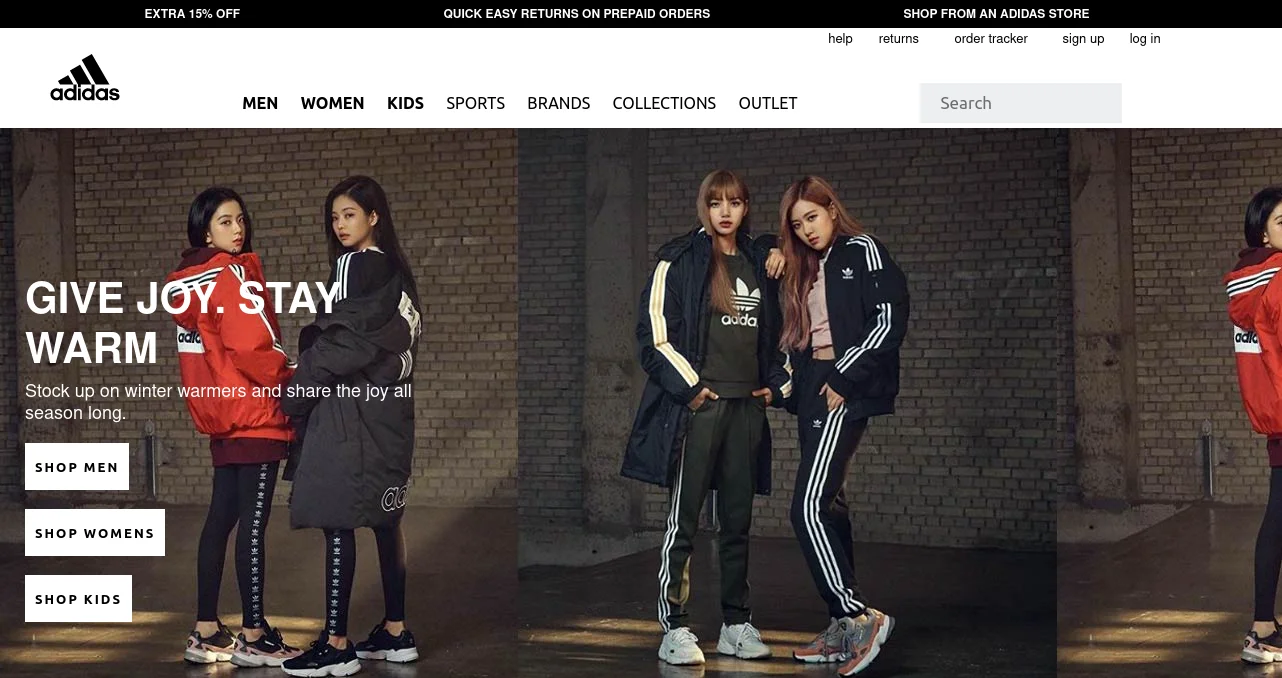 EXTRA 15% OFF
QUICK EASY RETURNS ON PREPAID ORDERS
SHOP FROM AN ADIDAS STORE
help
returns
order tracker
sign up
log in
adidas
MEN
WOMEN
KIDS
SPORTS
BRANDS
COLLECTIONS
OUTLET
Search
GIVE JOY. STAY
WARM
Stock up on winter warmers and share the joy all
season long.
SHOP MEN
SHOP WOMENS
SHOP KIDS
adidas